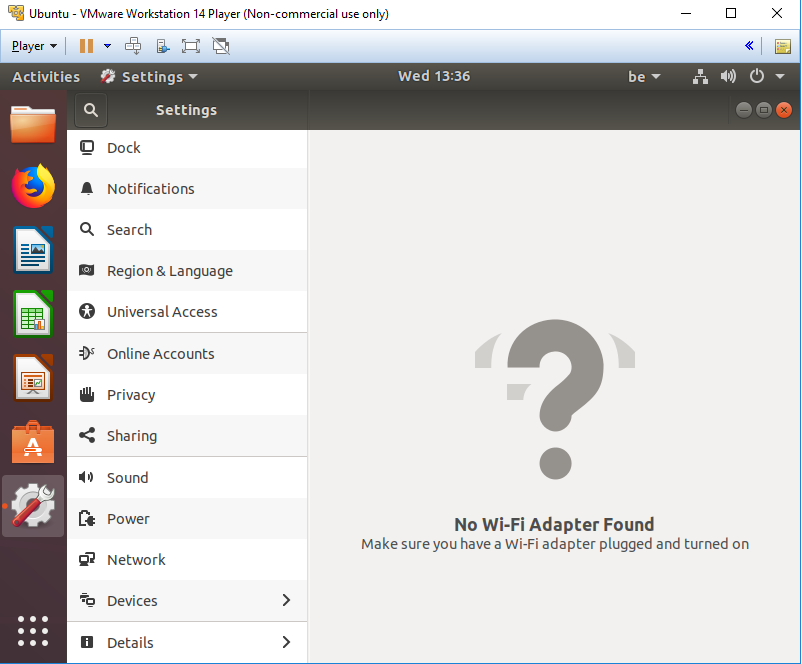 Ubuntu - VMware Workstation 14 Player (Non-commercial use only)
Player
Activities Settings Wed 13:36 be
Settings
Dock
Notifications
Search
Region & Language
Universal Access
Online Accounts
Privacy
Sharing
Sound
Power
Network
Devices
Details
No Wi-Fi Adapter Found
Make sure you have a Wi-Fi adapter plugged and turned on